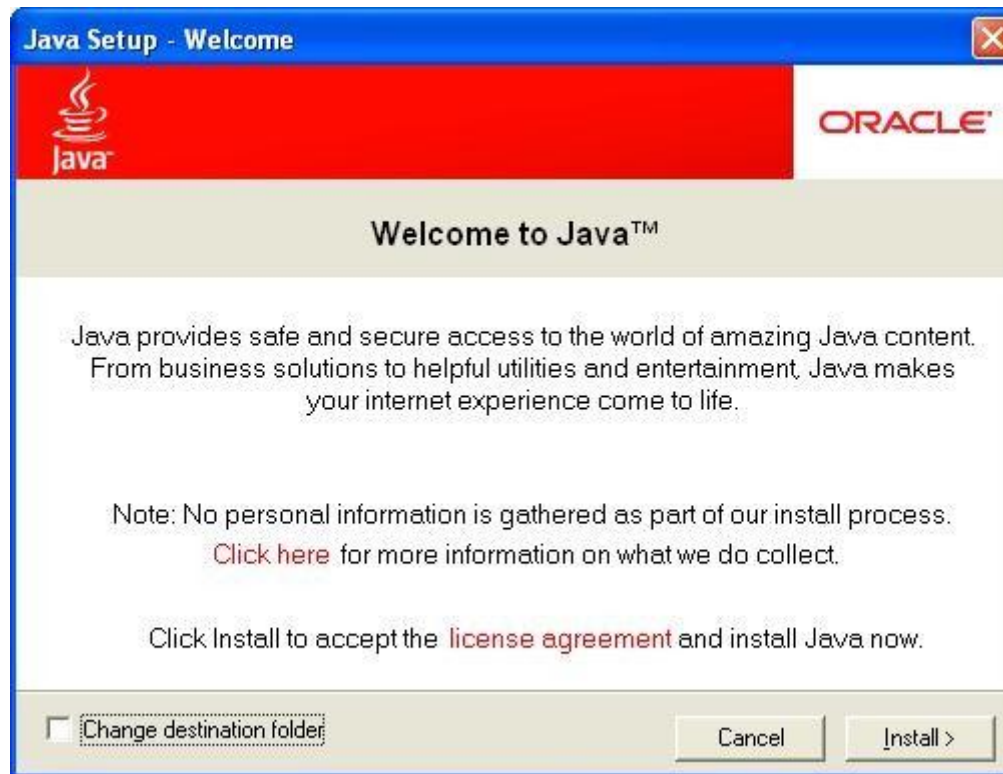 Java Setup - Welcome
Java™
ORACLE®
Welcome to Java™
Java provides safe and secure access to the world of amazing Java content.
From business solutions to helpful utilities and entertainment, Java makes
your internet experience come to life.
Note: No personal information is gathered as part of our install process.
Click here for more information on what we do collect.
Click Install to accept the license agreement and install Java now.
Change destination folder
Cancel
Install >